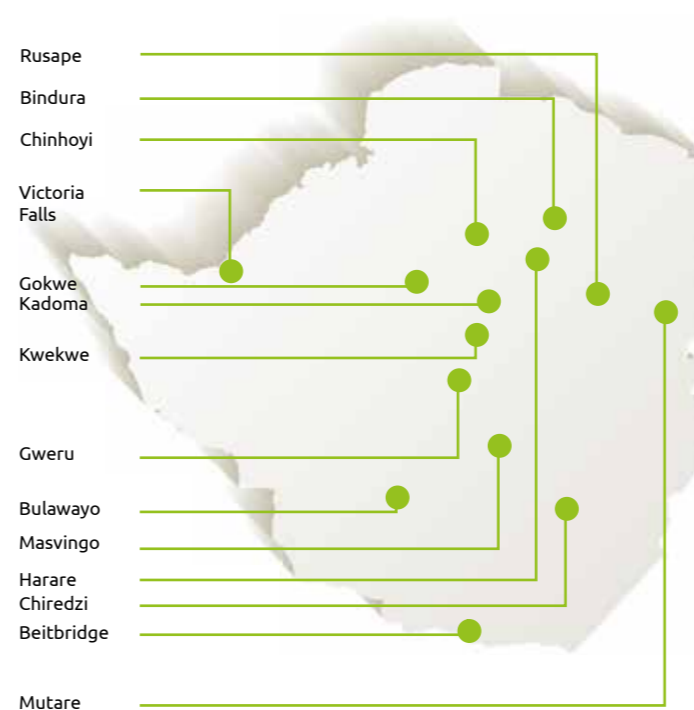 Rusape
Bindura
Chinhoyi
Victoria
Falls
Gokwe
Kadoma
Kwekwe
Gweru
Bulawayo
Masvingo
Harare
Chiredzi
Beitbridge
Mutare